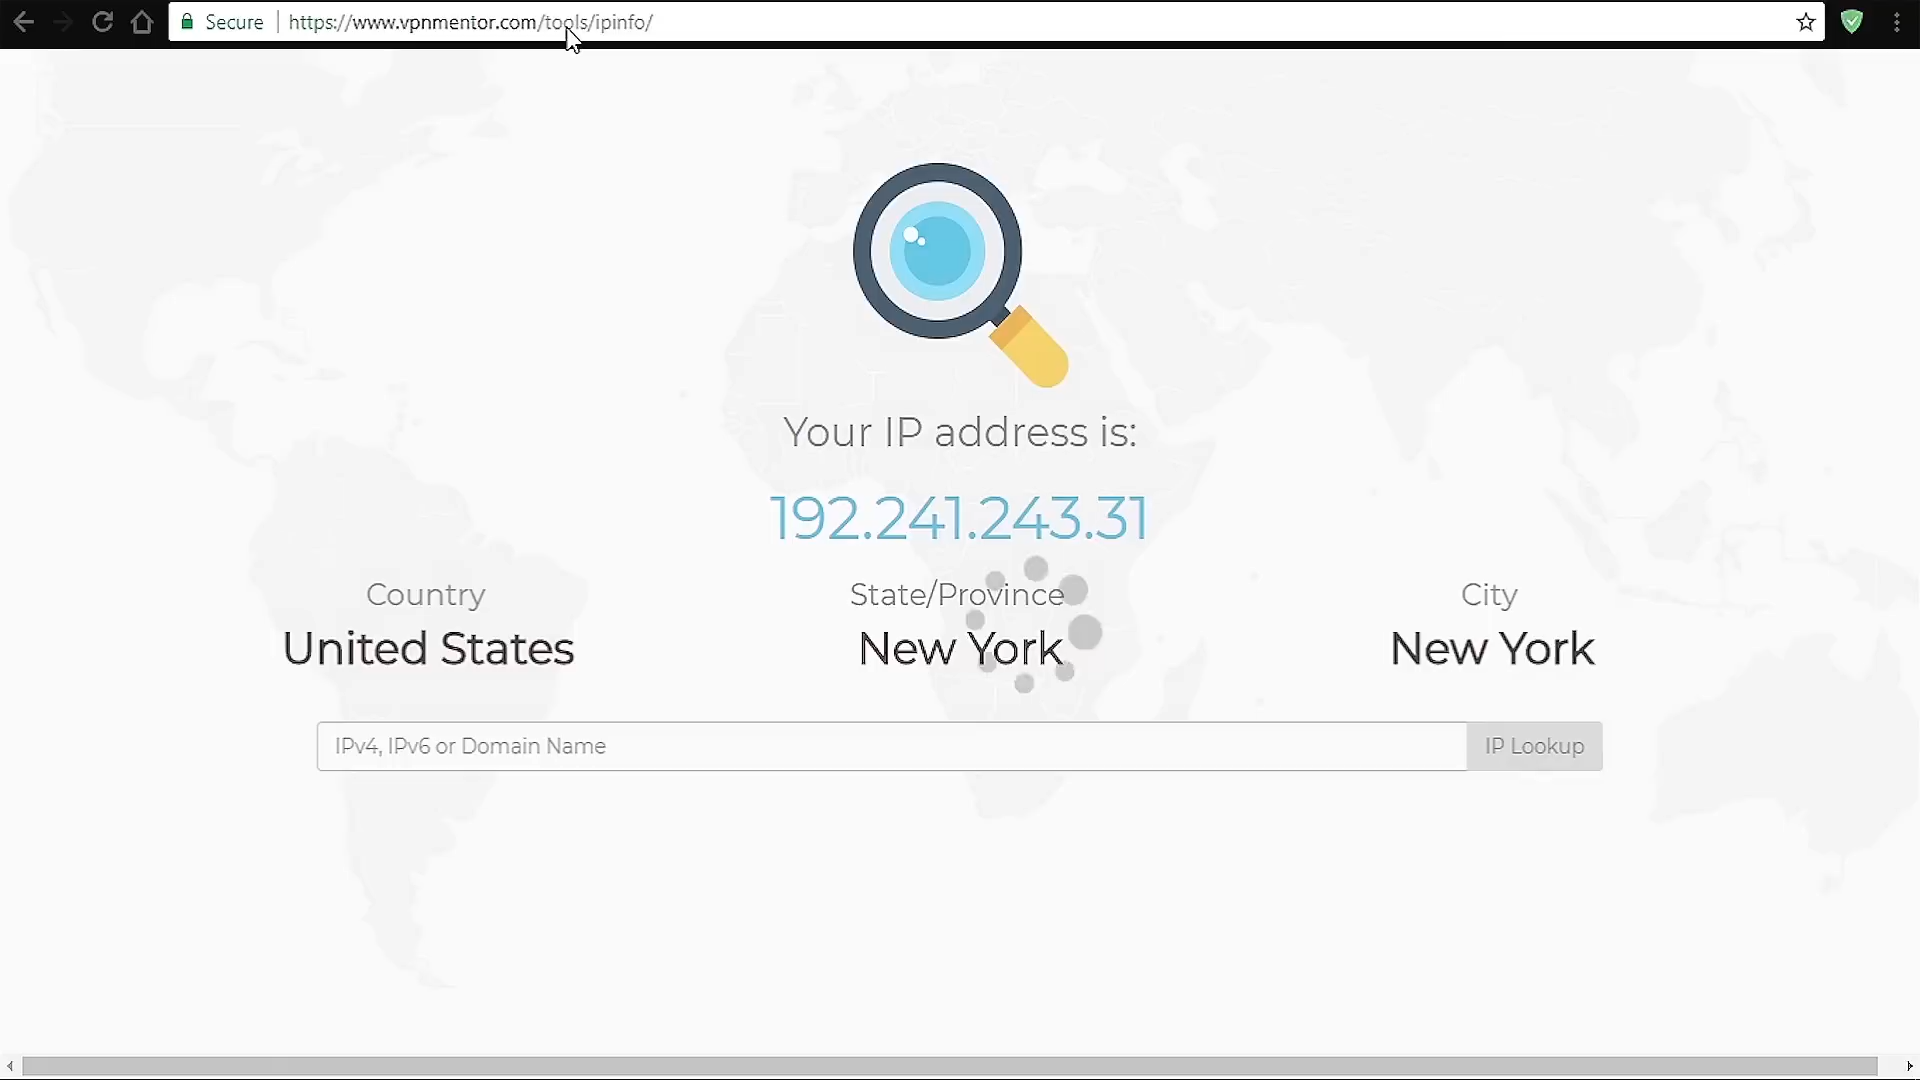 Secure https://www.vpnmentor.com/tools/ipinfo/
Your IP address is:
192.241.243.31
Country State/Province City
United States New York New York
IPv4, IPv6 or Domain Name IP Lookup